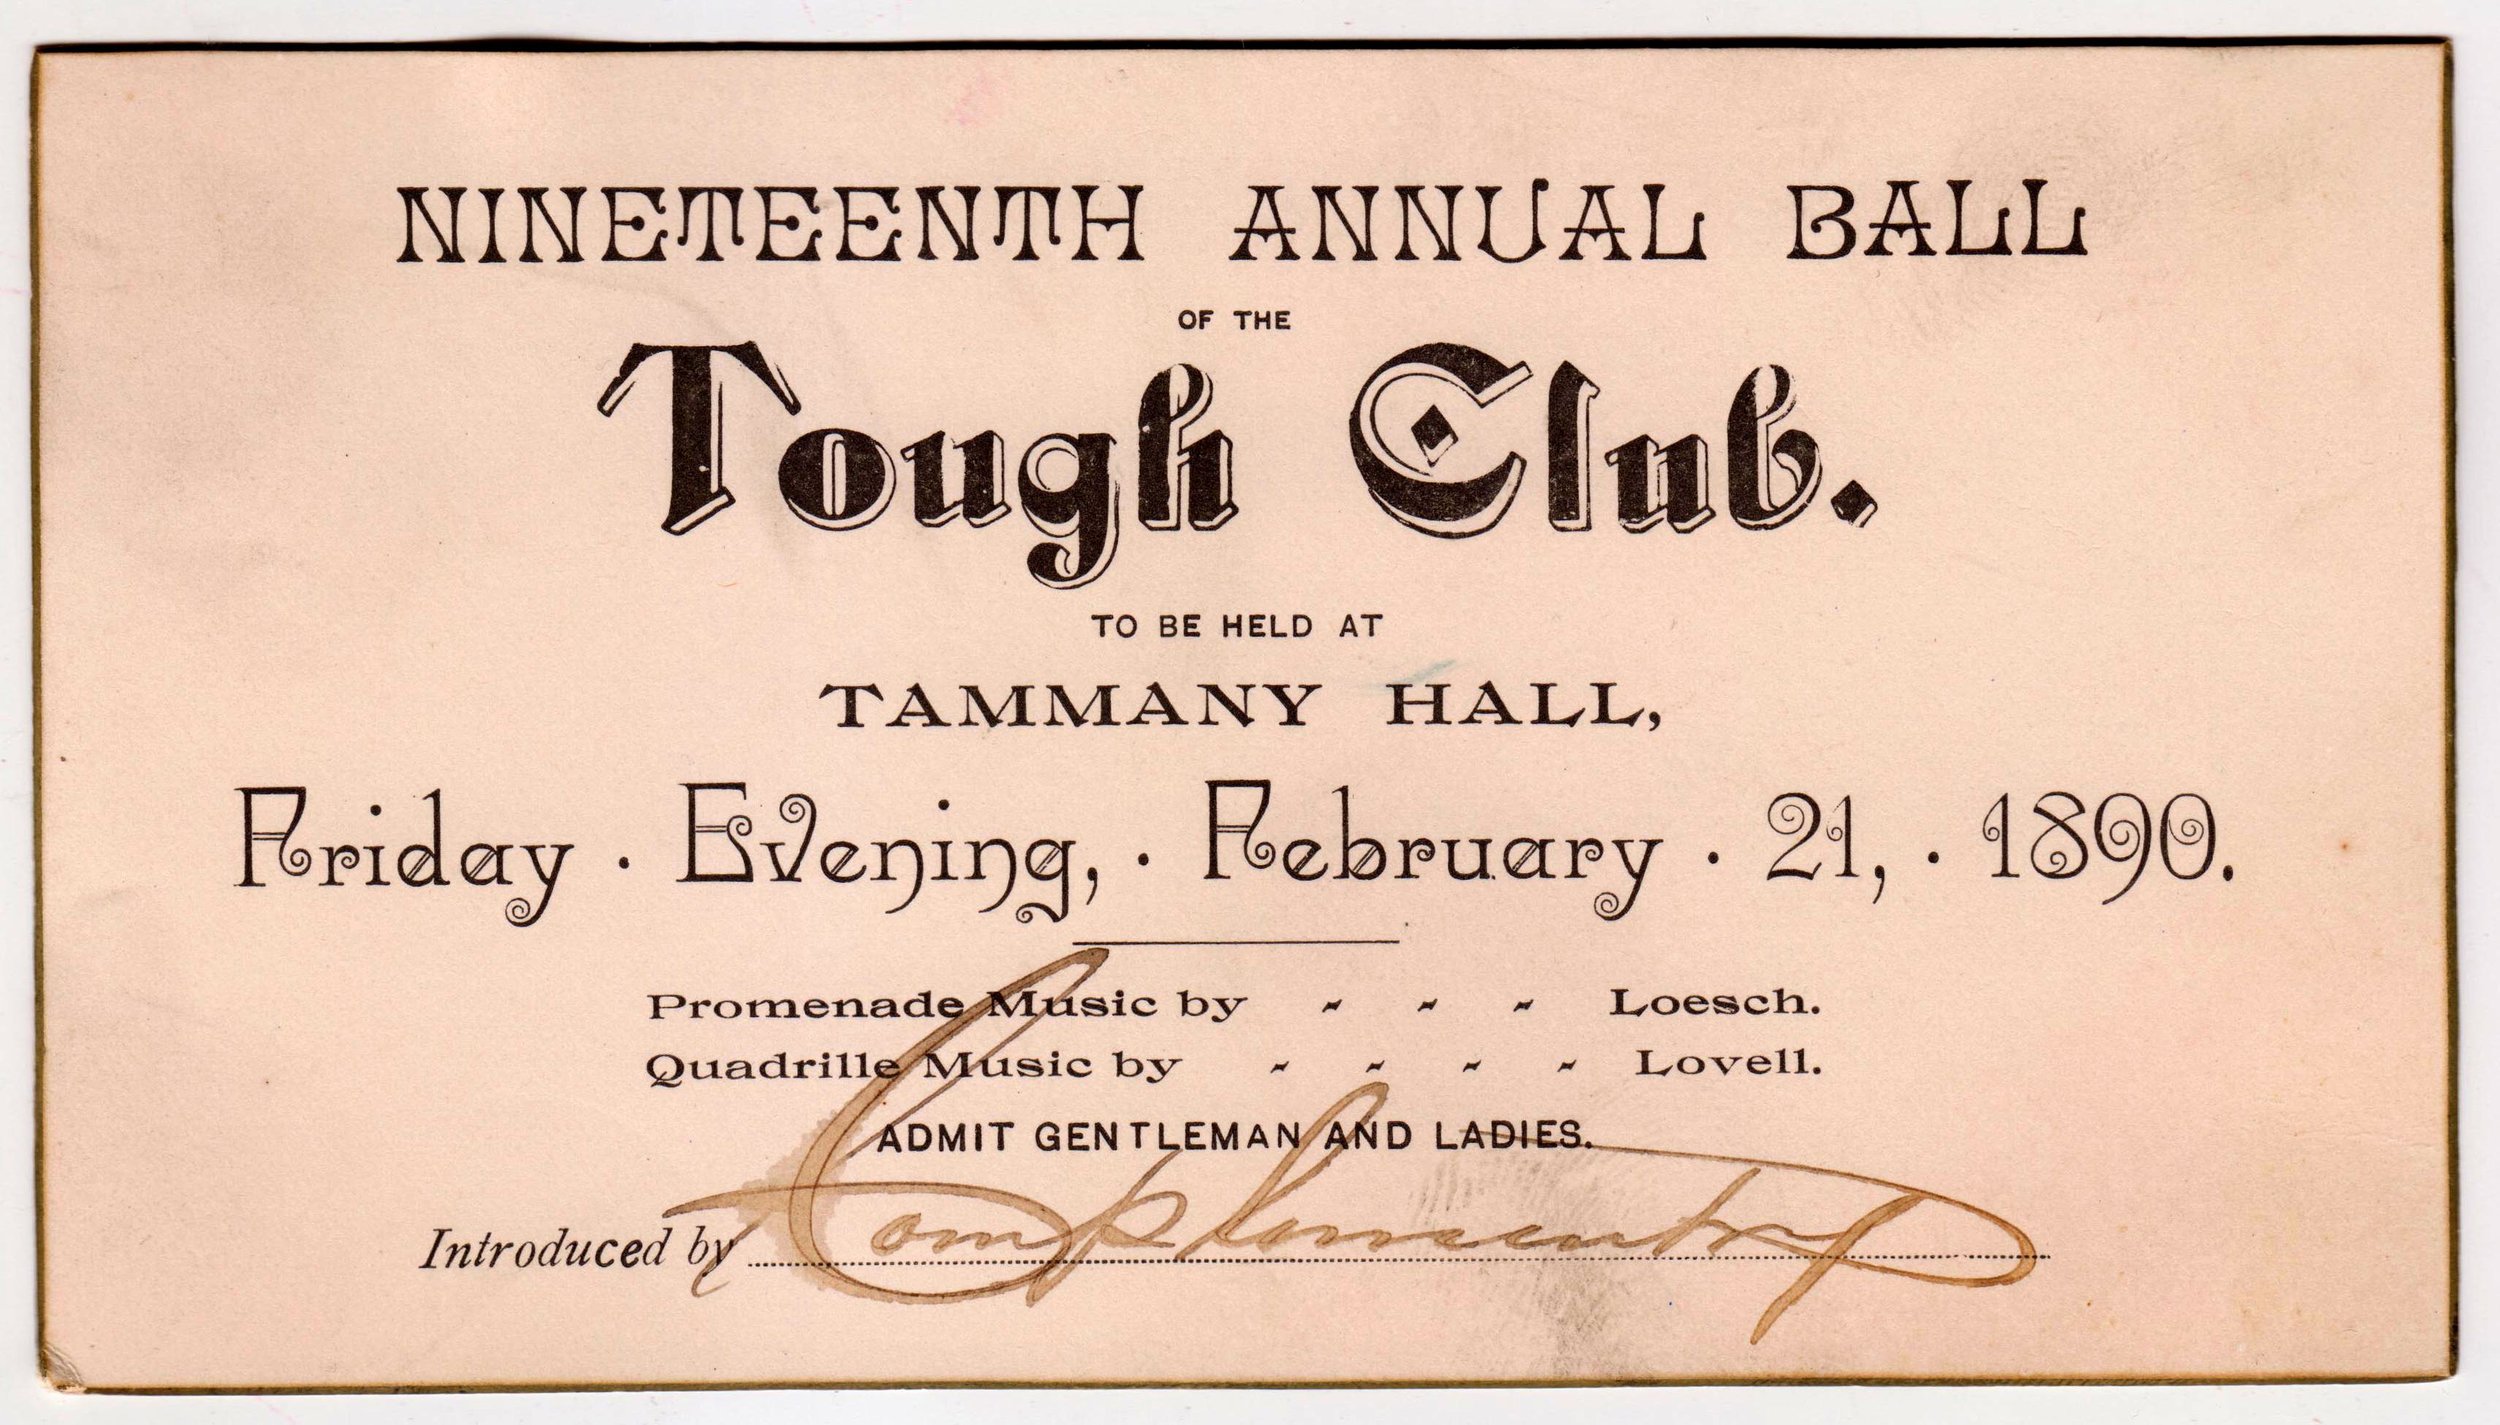 NINETEENTH ANNUAL BALL
OF THE
Tough Club.
TO BE HELD AT
TAMMANY HALL,
Friday · Evening, · February · 21, · 1890.
Promenade Music by - - - Loesch.
Quadrille Music by - - - - Lovell.
ADMIT GENTLEMAN AND LADIES.
Introduced by Complimentary